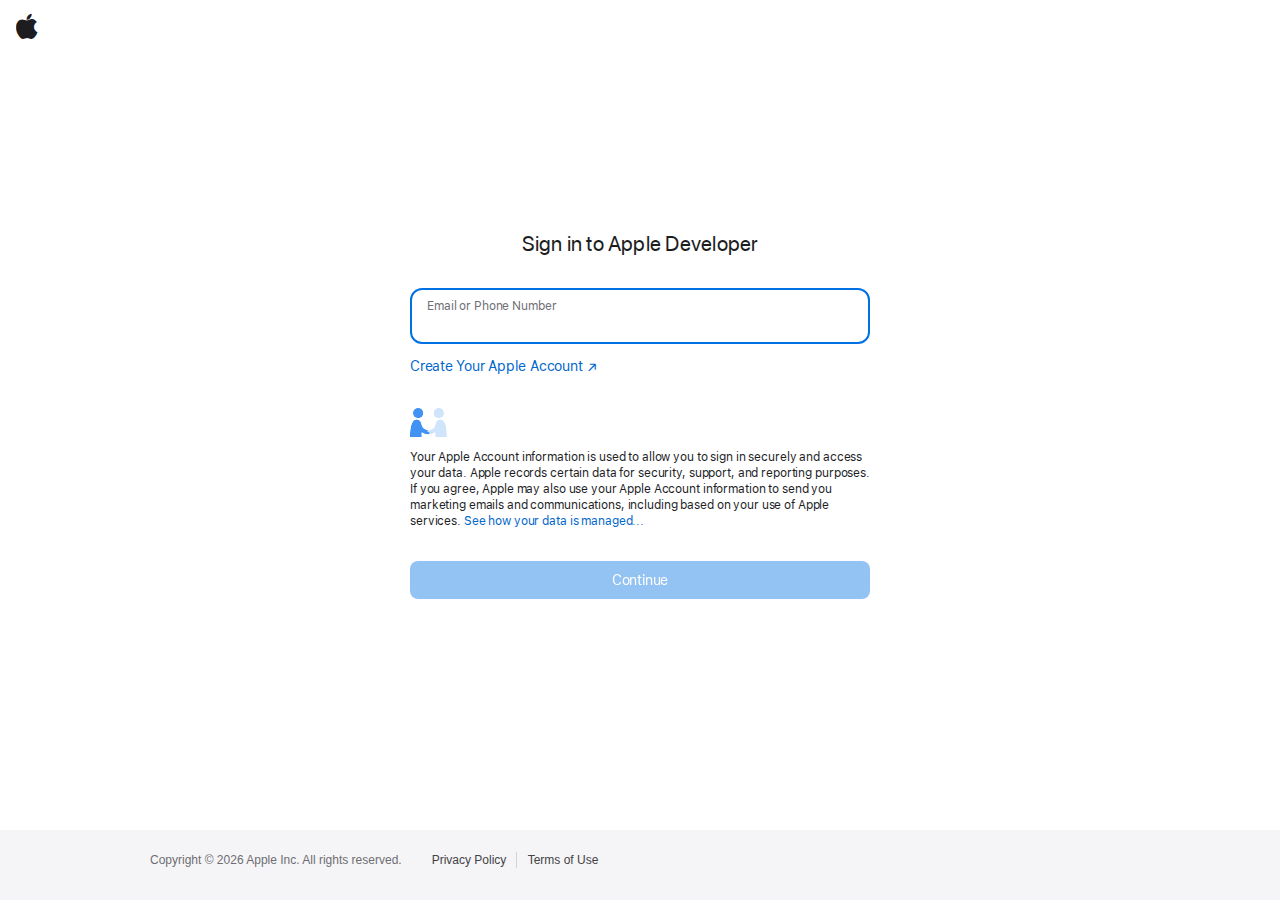 Sign in to Apple Developer
Email or Phone Number
Create Your Apple Account ↗
Your Apple Account information is used to allow you to sign in securely and access
your data. Apple records certain data for security, support, and reporting purposes.
If you agree, Apple may also use your Apple Account information to send you
marketing emails and communications, including based on your use of Apple
services. See how your data is managed...
Continue
Copyright © 2026 Apple Inc. All rights reserved. Privacy Policy Terms of Use